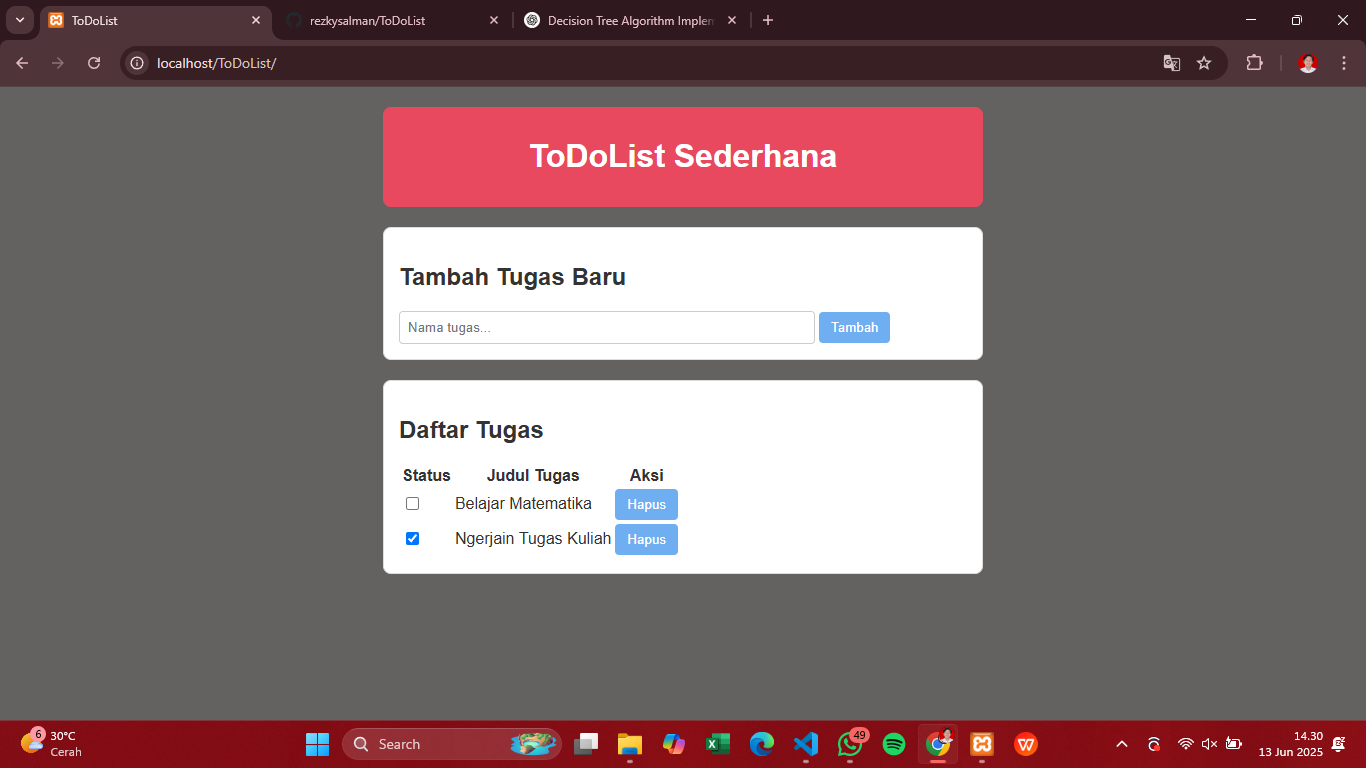 ToDoList
rezkysalman/ToDoList
Decision Tree Algorithm Implem
localhost/ToDoList/
ToDoList Sederhana
Tambah Tugas Baru
Nama tugas... Tambah
Daftar Tugas
Status Judul Tugas Aksi
Belajar Matematika Hapus
Ngerjain Tugas Kuliah Hapus
6 30°C
Cerah
Search
49
14.30
13 Jun 2025